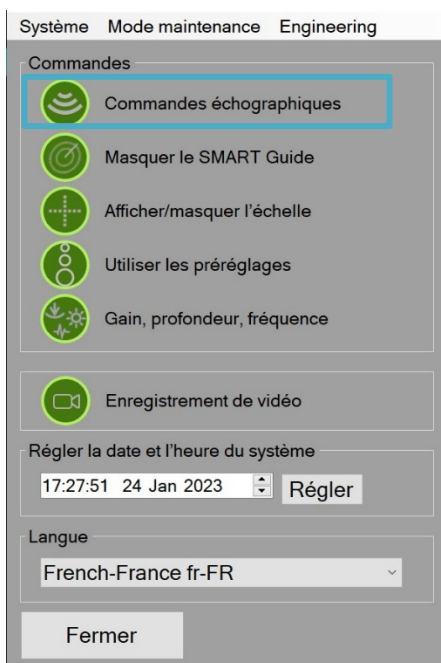 Système Mode maintenance Engineering
Commandes
Commandes échographiques
Masquer le SMART Guide
Afficher/masquer l’échelle
Utiliser les préréglages
Gain, profondeur, fréquence
Enregistrement de vidéo
Régler la date et l’heure du système
17:27:51 24 Jan 2023 Régler
Langue
French-France fr-FR
Fermer